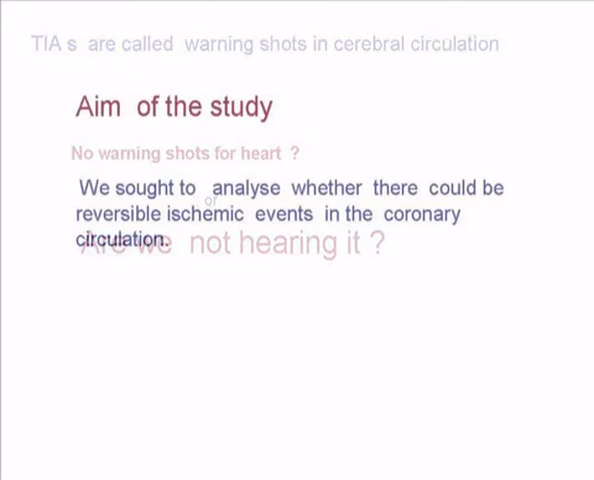 TIA s are called warning shots in cerebral circulation
Aim of the study
No warning shots for heart ?
We sought to analyse whether there could be
or
reversible ischemic events in the coronary
circulation.
Are we not hearing it ?